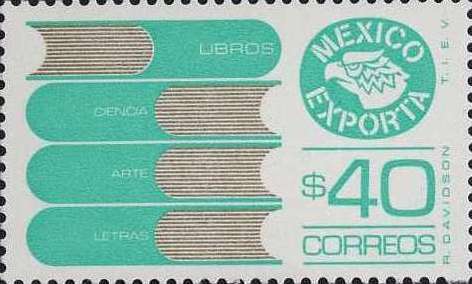 LIBROS
CIENCIA
ARTE
LETRAS
MEXICO
EXPORTA
$40
CORREOS
R. DAVIDSON T.I.E.V.